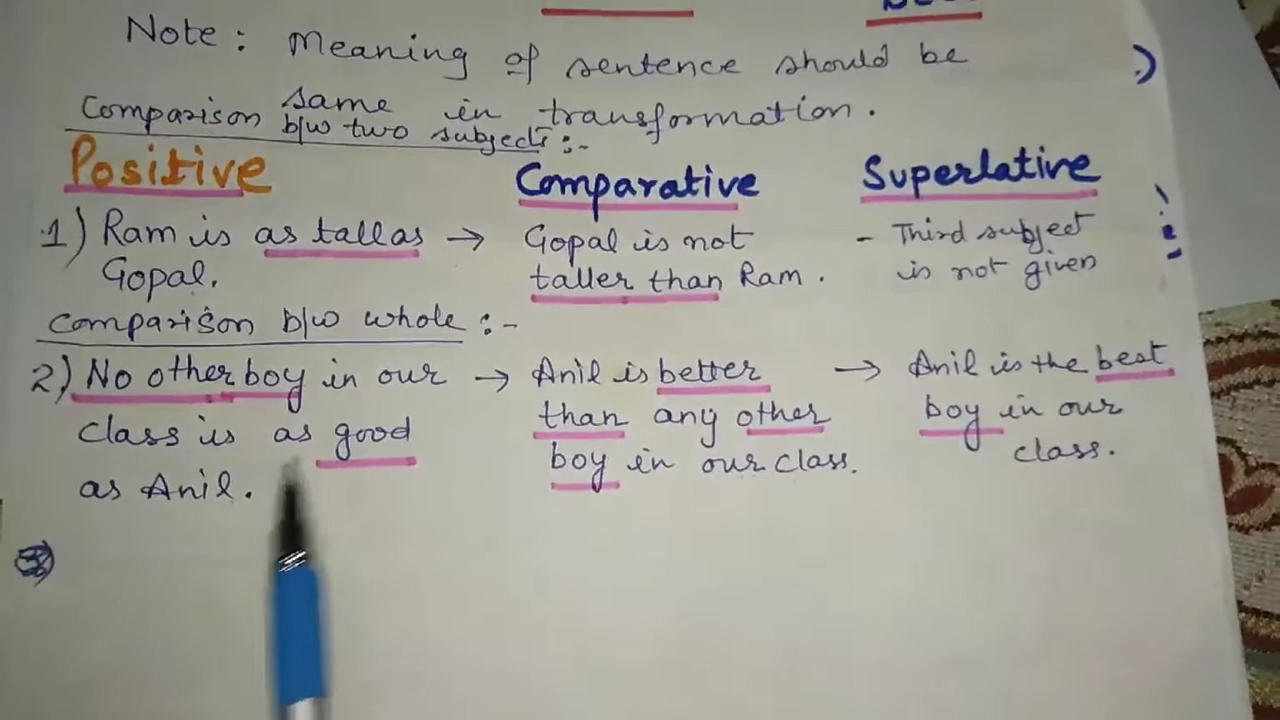 Note: Meaning of sentence should be
same in transformation.
Comparison b/w two subjects:-
Positive Comparative Superlative
1) Ram is as tall as → Gopal is not - Third subject
Gopal. taller than Ram. is not given
Comparison b/w whole :-
2) No other boy in our → Anil is better → Anil is the best
class is as good than any other boy in our
as Anil. boy in our class. class.